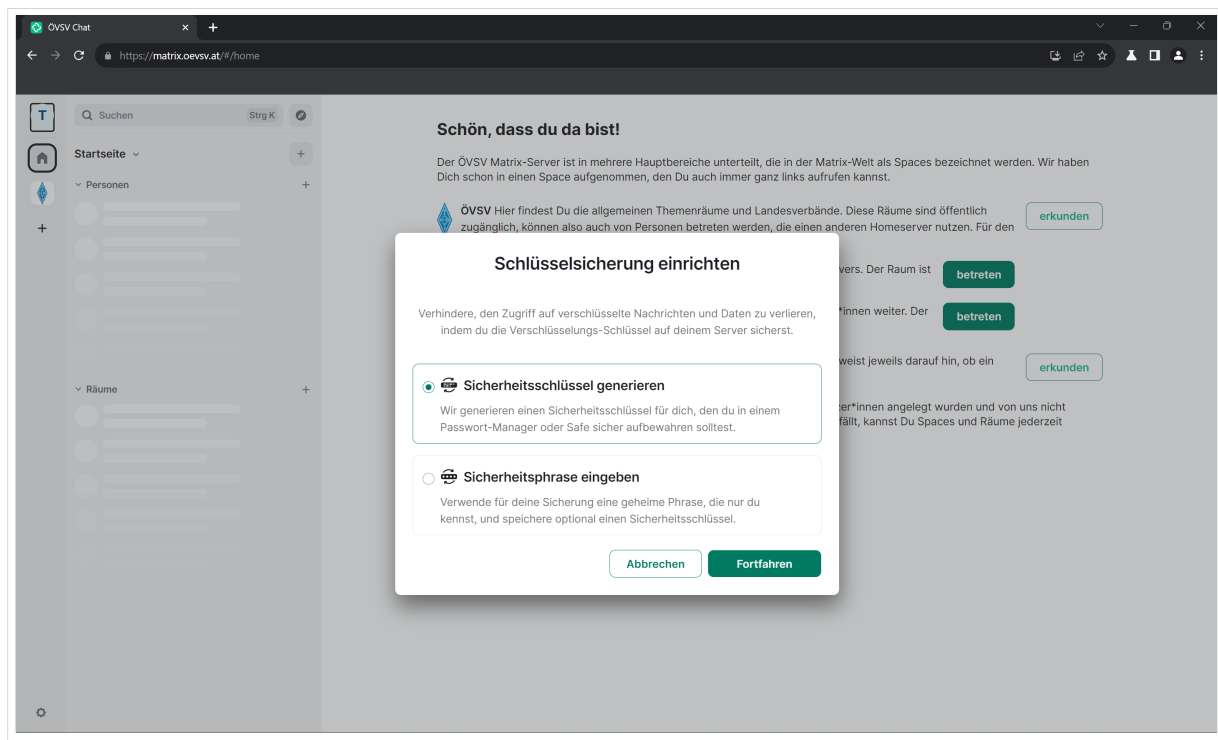 ÖVSV Chat
https://matrix.oevsv.at/#/home
T
Suchen Strg K
Startseite
Personen
Räume
Schön, dass du da bist!
Der ÖVSV Matrix-Server ist in mehrere Hauptbereiche unterteilt, die in der Matrix-Welt als Spaces bezeichnet werden. Wir haben
Dich schon in einen Space aufgenommen, den Du auch immer ganz links aufrufen kannst.
ÖVSV Hier findest Du die allgemeinen Themenräume und Landesverbände. Diese Räume sind öffentlich
zugänglich, können also auch von Personen betreten werden, die einen anderen Homeserver nutzen. Für den
erkunden
vers. Der Raum ist
betreten
*innen weiter. Der
betreten
weist jeweils darauf hin, ob ein
erkunden
er*innen angelegt wurden und von uns nicht
fällt, kannst Du Spaces und Räume jederzeit
Schlüsselsicherung einrichten
Verhindere, den Zugriff auf verschlüsselte Nachrichten und Daten zu verlieren,
indem du die Verschlüsselungs-Schlüssel auf deinem Server sicherst.
Sicherheitsschlüssel generieren
Wir generieren einen Sicherheitsschlüssel für dich, den du in einem
Passwort-Manager oder Safe sicher aufbewahren solltest.
Sicherheitsphrase eingeben
Verwende für deine Sicherung eine geheime Phrase, die nur du
kennst, und speichere optional einen Sicherheitsschlüssel.
Abbrechen Fortfahren